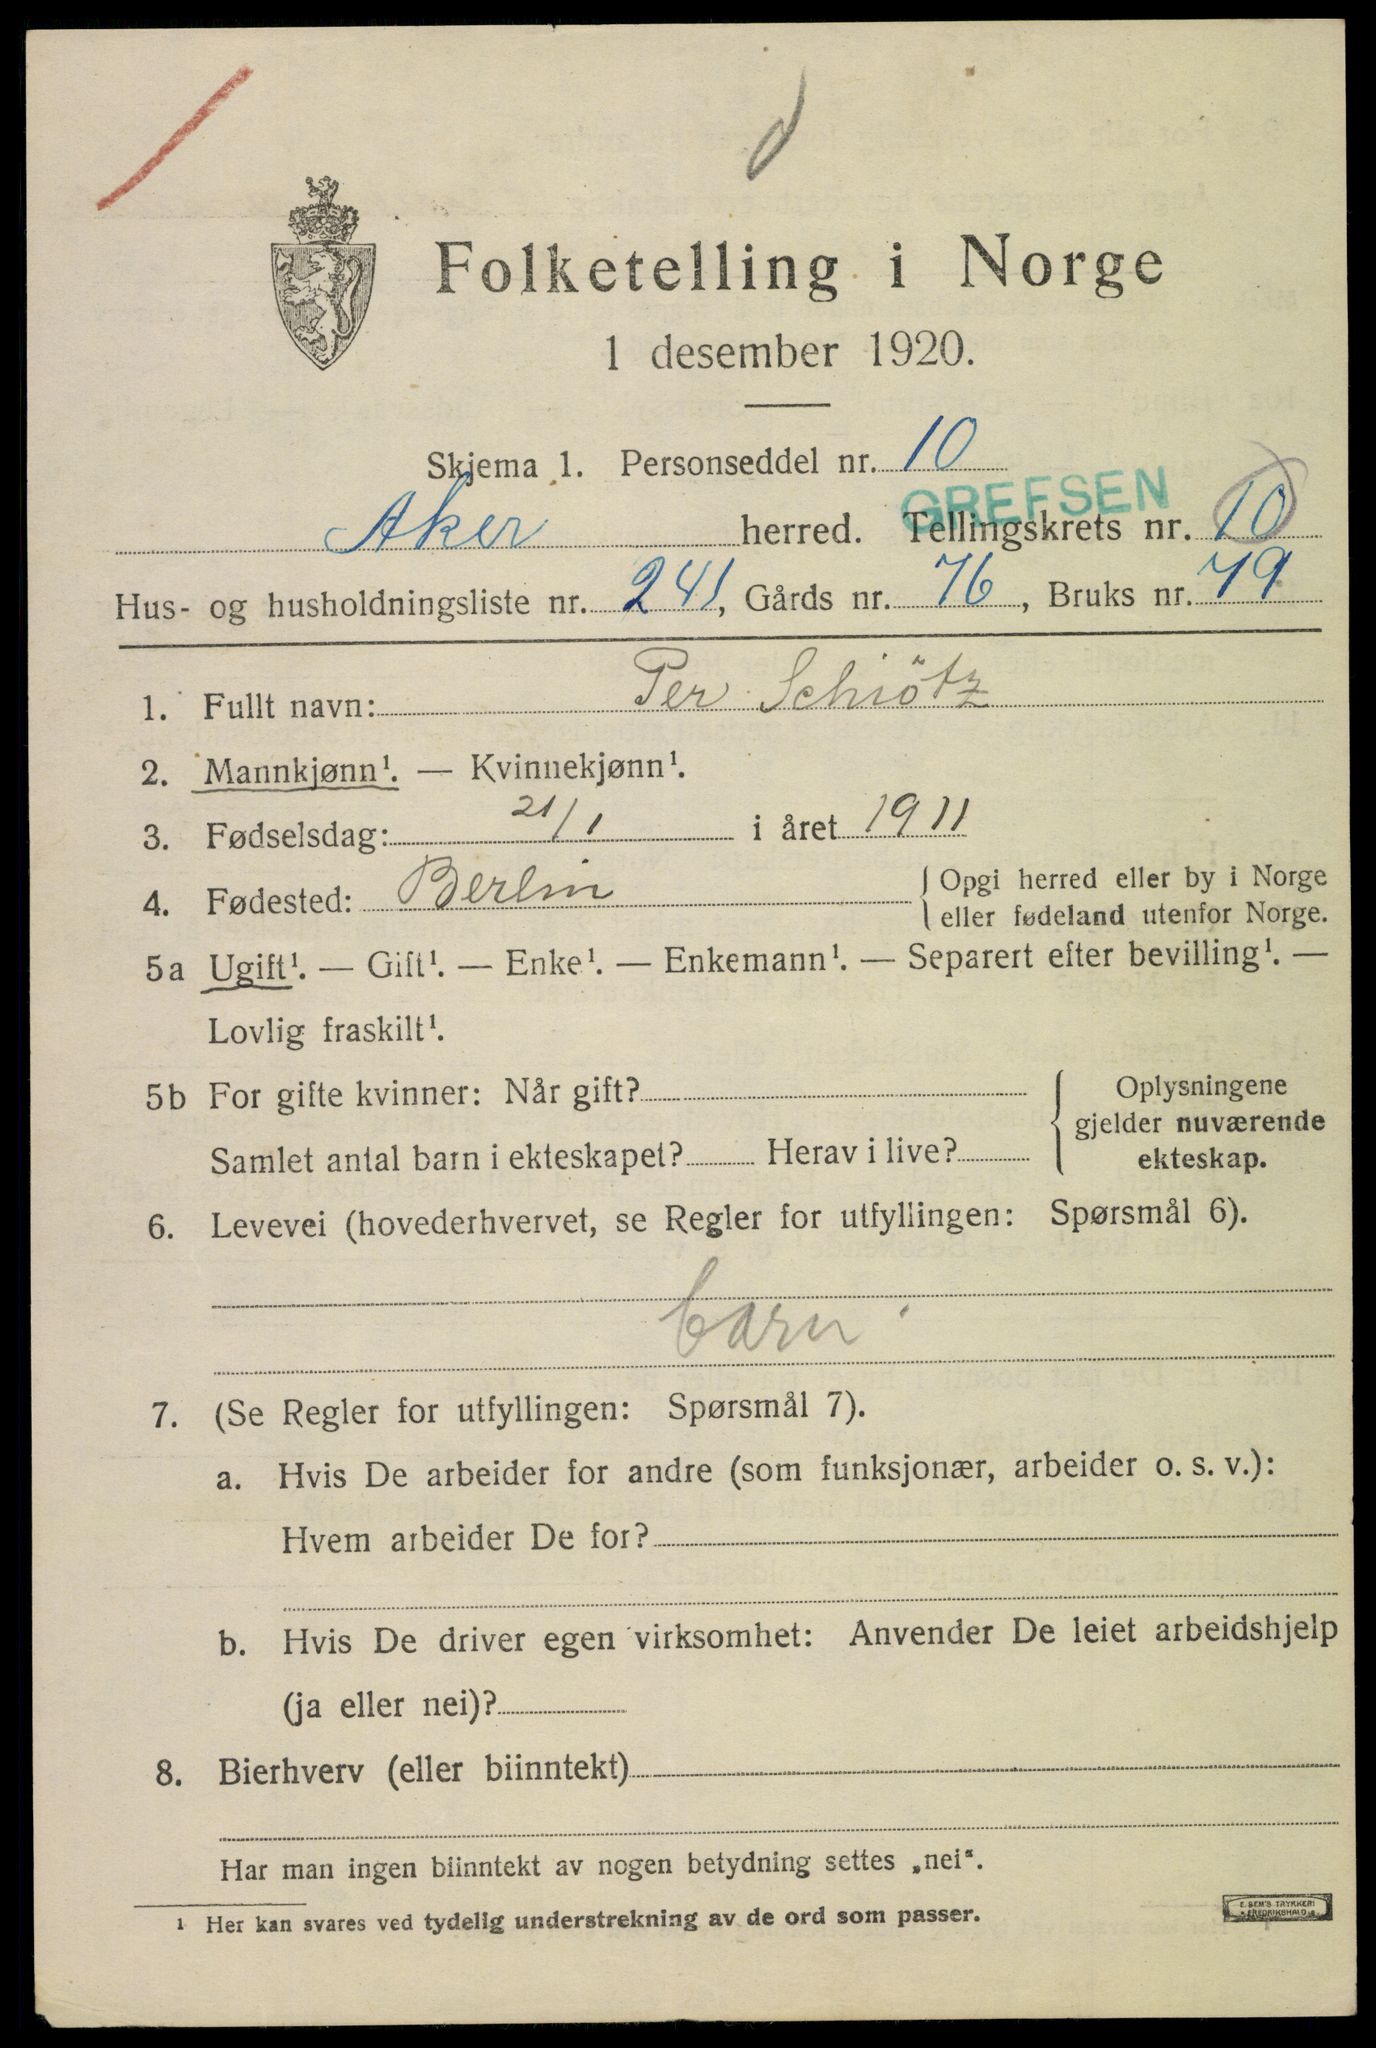 d
Folketelling i Norge
1 desember 1920.
Skjema 1. Personseddel nr. 10
GREFSEN
Aker herred. Tellingskrets nr. 10
Hus- og husholdningsliste nr. 241, Gårds nr. 76, Bruks nr. 79
1. Fullt navn: Per Schiötz
2. Mannkjønn¹. — Kvinnekjønn¹.
3. Fødselsdag: 21/1 i året 1911
4. Fødested: Berlin { Opgi herred eller by i Norge
eller fødeland utenfor Norge.
5a Ugift¹. — Gift¹. — Enke¹. — Enkemann¹. — Separert efter bevilling¹. —
Lovlig fraskilt¹.
5b For gifte kvinner: Når gift?
Samlet antal barn i ekteskapet? Herav i live?
{ Oplysningene
gjelder nuværende
ekteskap.
6. Levevei (hovederhvervet, se Regler for utfyllingen: Spørsmål 6).
barn.
7. (Se Regler for utfyllingen: Spørsmål 7).
a. Hvis De arbeider for andre (som funksjonær, arbeider o. s. v.):
Hvem arbeider De for?
b. Hvis De driver egen virksomhet: Anvender De leiet arbeidshjelp
(ja eller nei)?
8. Bierhverv (eller biinntekt)
Har man ingen biinntekt av nogen betydning settes „nei“.
¹ Her kan svares ved tydelig understrekning av de ord som passer.
E. SEM'S TRYKKERI
FREDRIKSHALD